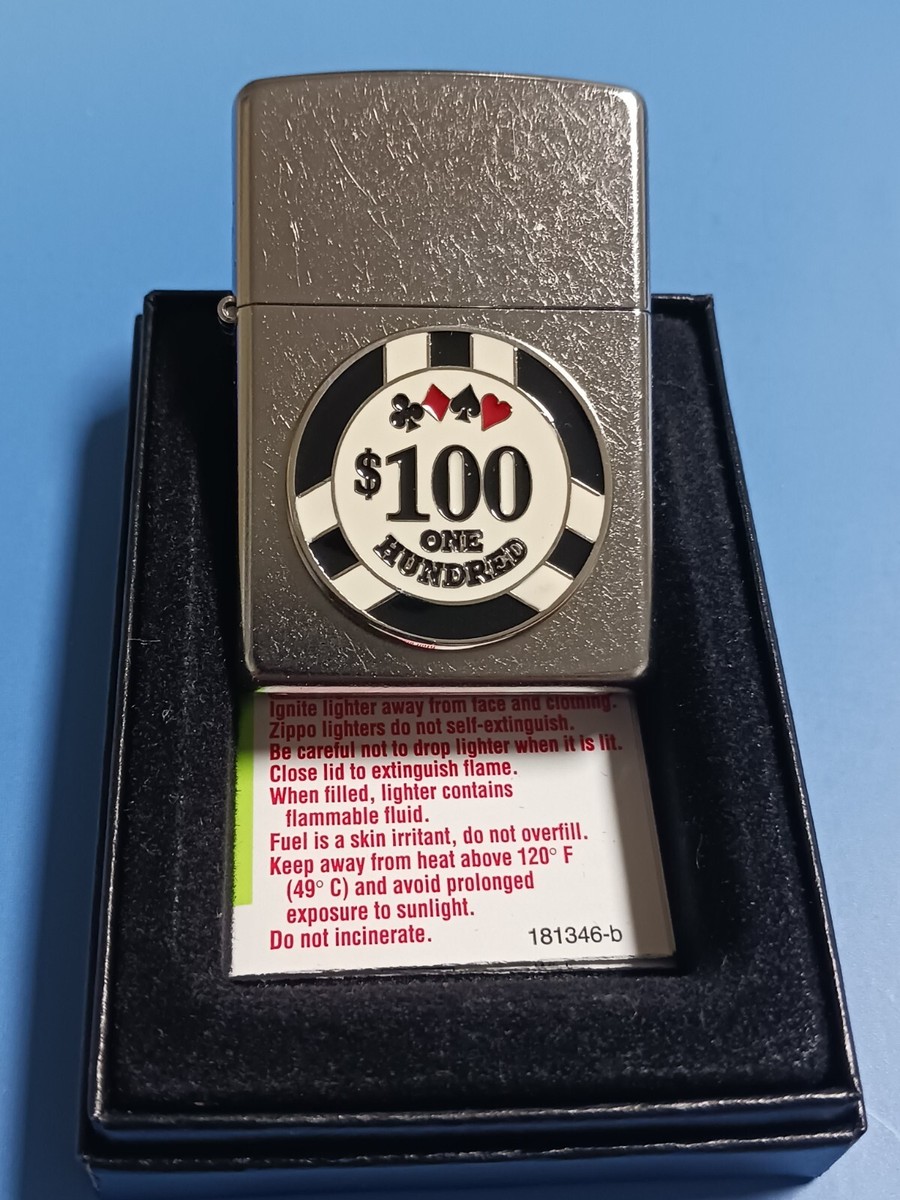 $100
ONE
HUNDRED
Ignite lighter away from face and clothing.
Zippo lighters do not self-extinguish.
Be careful not to drop lighter when it is lit.
Close lid to extinguish flame.
When filled, lighter contains
flammable fluid.
Fuel is a skin irritant, do not overfill.
Keep away from heat above 120° F
(49° C) and avoid prolonged
exposure to sunlight.
Do not incinerate.
181346-b